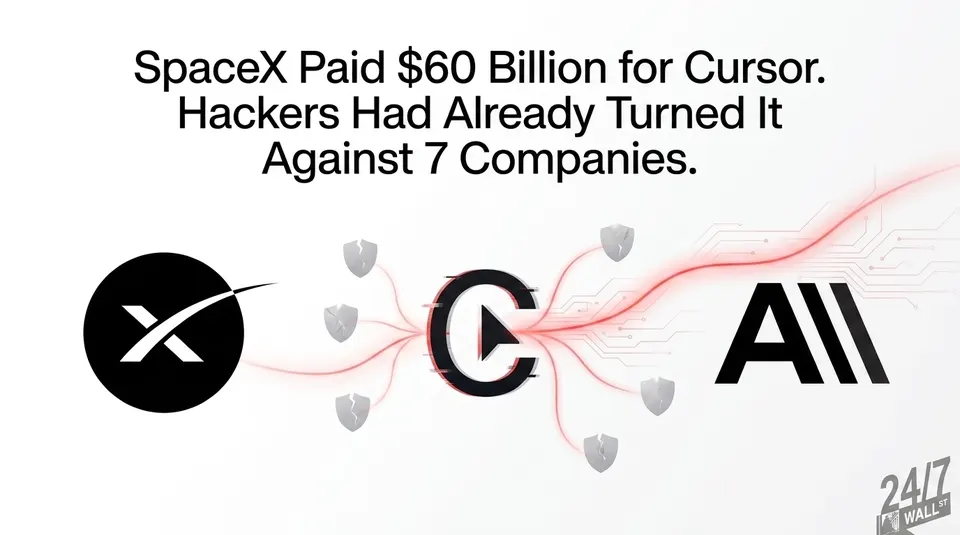 SpaceX Paid $60 Billion for Cursor.
Hackers Had Already Turned It
Against 7 Companies.
24/7
WALL ST